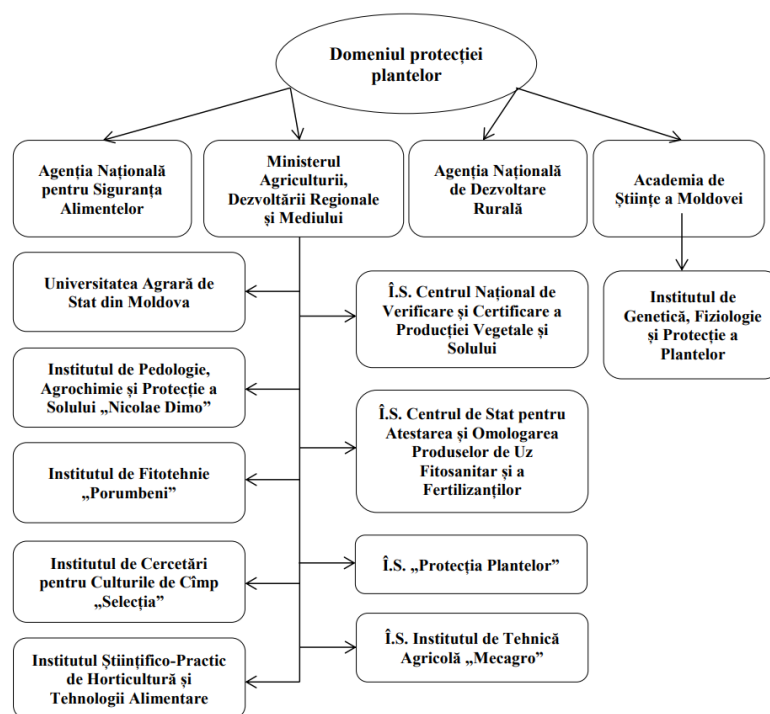 Domeniul protecției
plantelor
Agenția Națională
pentru Siguranța
Alimentelor
Ministerul
Agriculturii,
Dezvoltării Regionale
și Mediului
Agenția Națională
de Dezvoltare
Rurală
Academia de
Științe a Moldovei
Universitatea Agrară de
Stat din Moldova
Institutul de Pedologie,
Agrochimie și Protecție a
Solului „Nicolae Dimo”
Institutul de Fitotehnie
„Porumbeni”
Institutul de Cercetări
pentru Culturile de Cîmp
„Selecția”
Institutul Științifico-Practic
de Horticultură și
Tehnologii Alimentare
Î.S. Centrul Național de
Verificare și Certificare a
Producției Vegetale și
Solului
Î.S. Centrul de Stat pentru
Atestarea și Omologarea
Produselor de Uz
Fitosanitar și a
Fertilizanților
Î.S. „Protecția Plantelor”
Î.S. Institutul de Tehnică
Agricolă „Mecagro”
Institutul de
Genetică, Fiziologie
și Protecție a
Plantelor